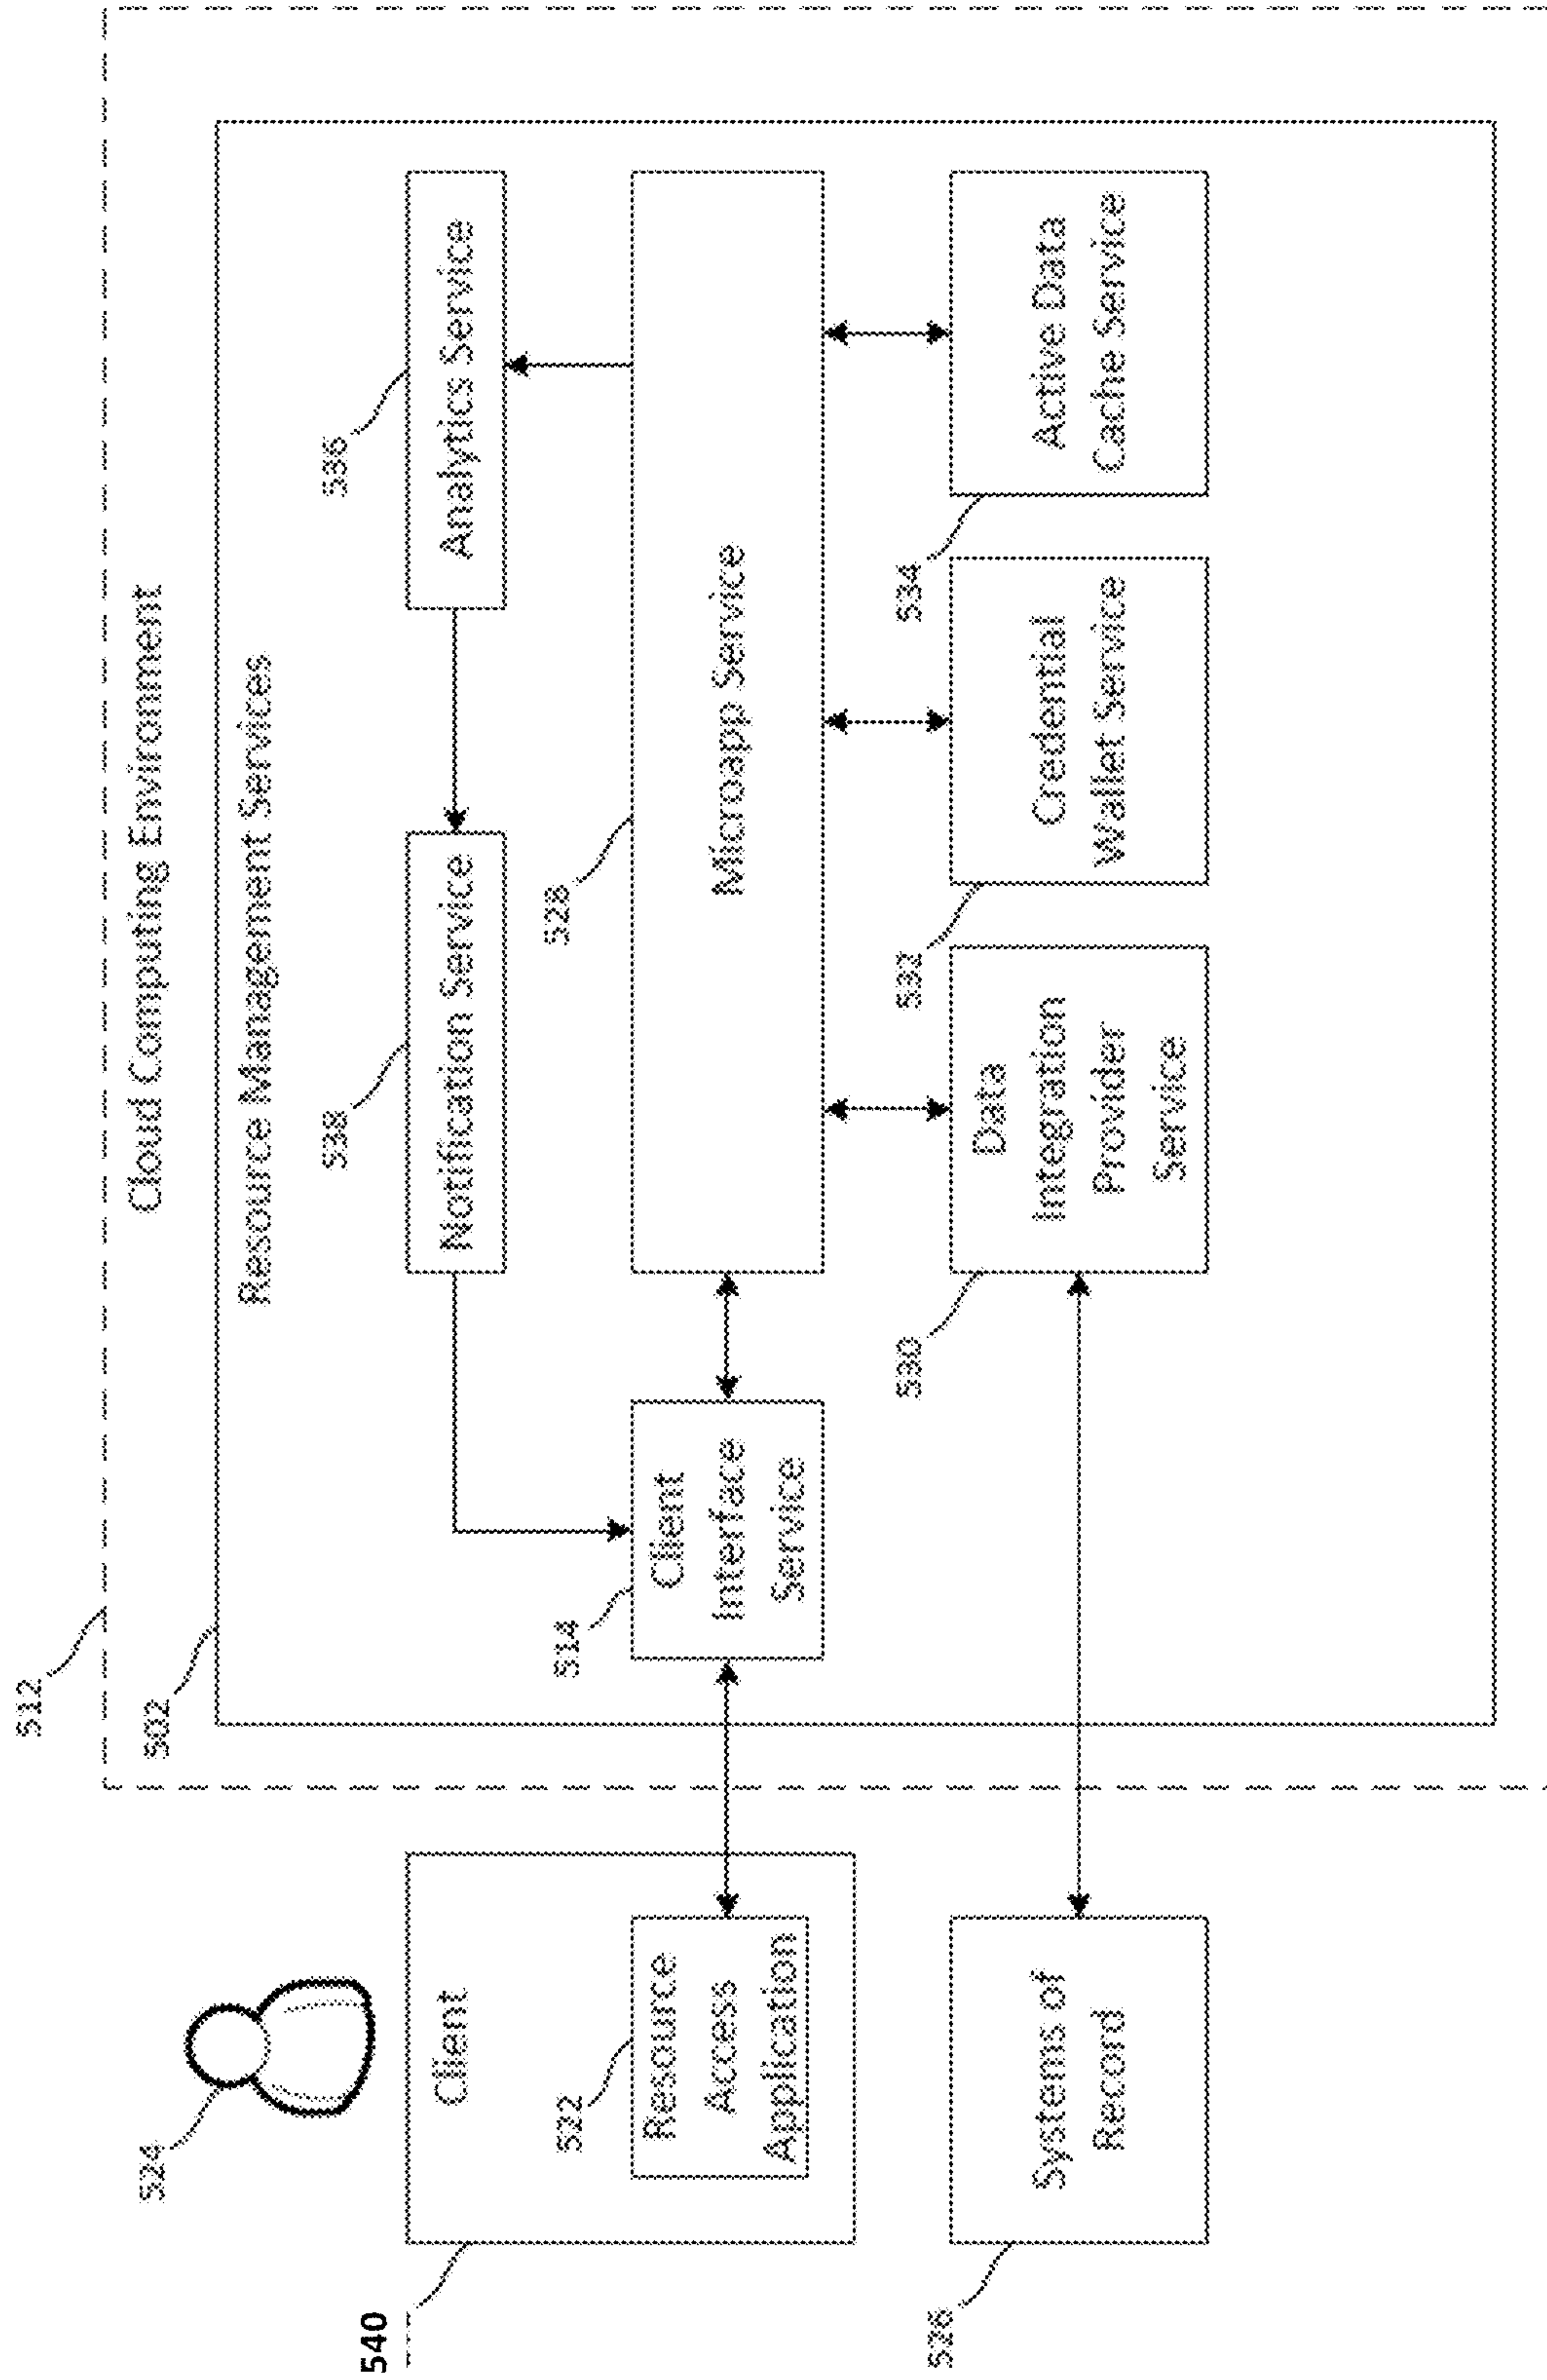 512
Cloud Computing Environment
502
Resource Management Services
524
540
Client
522
Resource
Access
Application
538
Notification Service
536
Analytics Service
514
Client
Interface
Service
528
Microapp Service
526
Systems of
Record
530
Data
Integration
Provider
Service
532
Credential
Wallet Service
534
Active Data
Cache Service